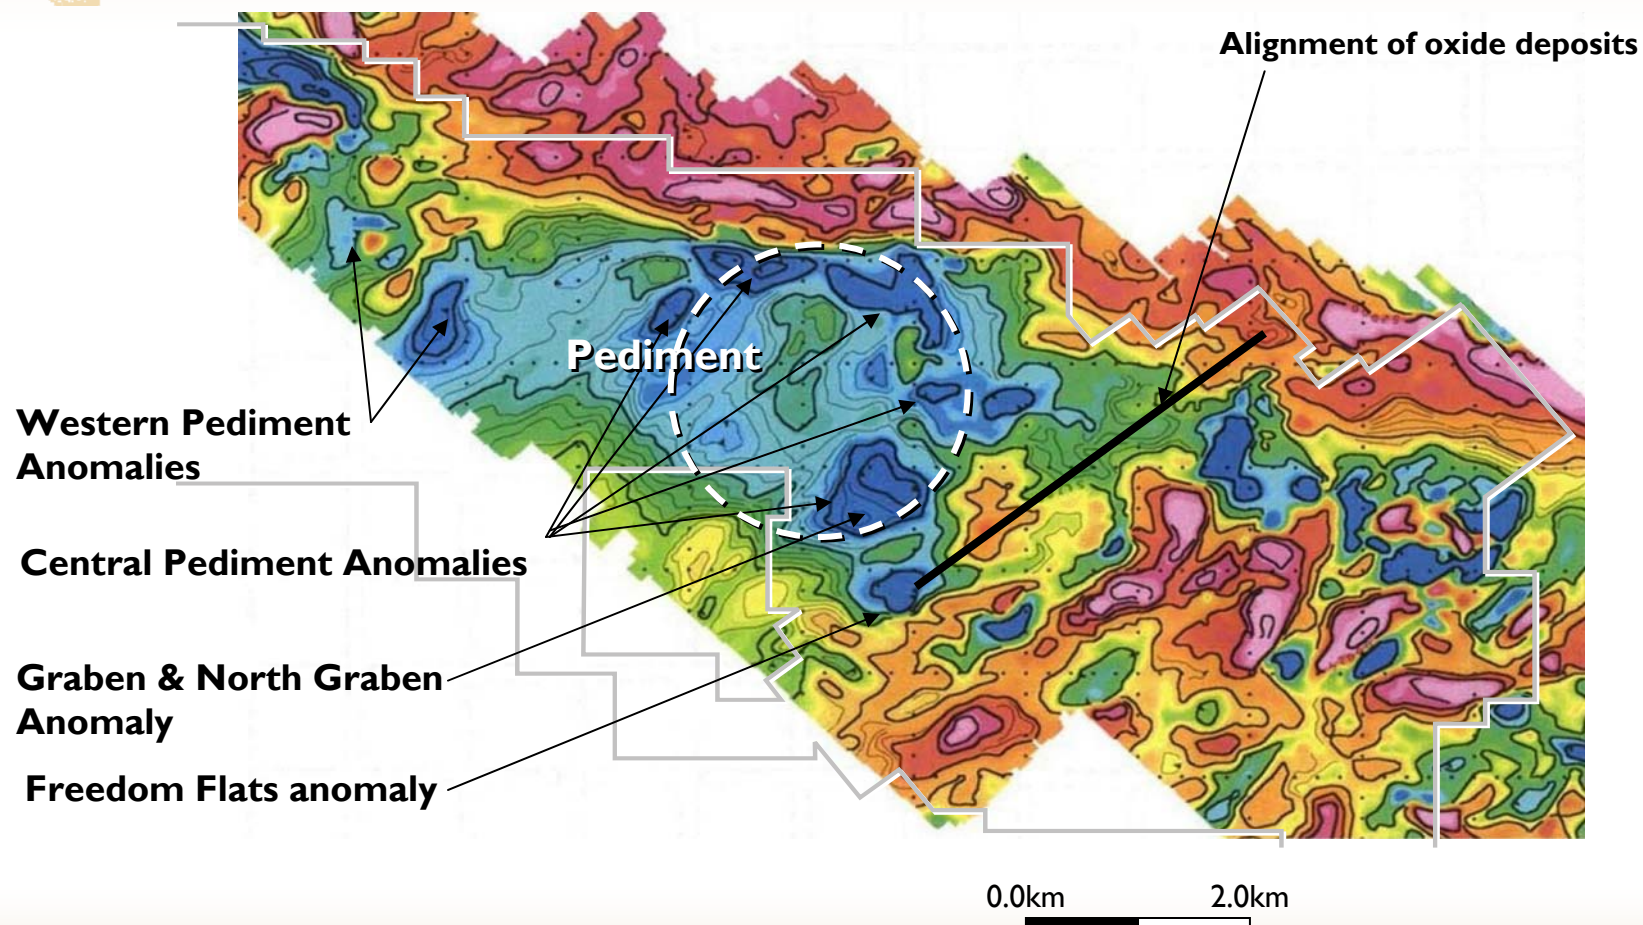 Alignment of oxide deposits
Pediment
Western Pediment
Anomalies
Central Pediment Anomalies
Graben & North Graben
Anomaly
Freedom Flats anomaly
0.0km 2.0km